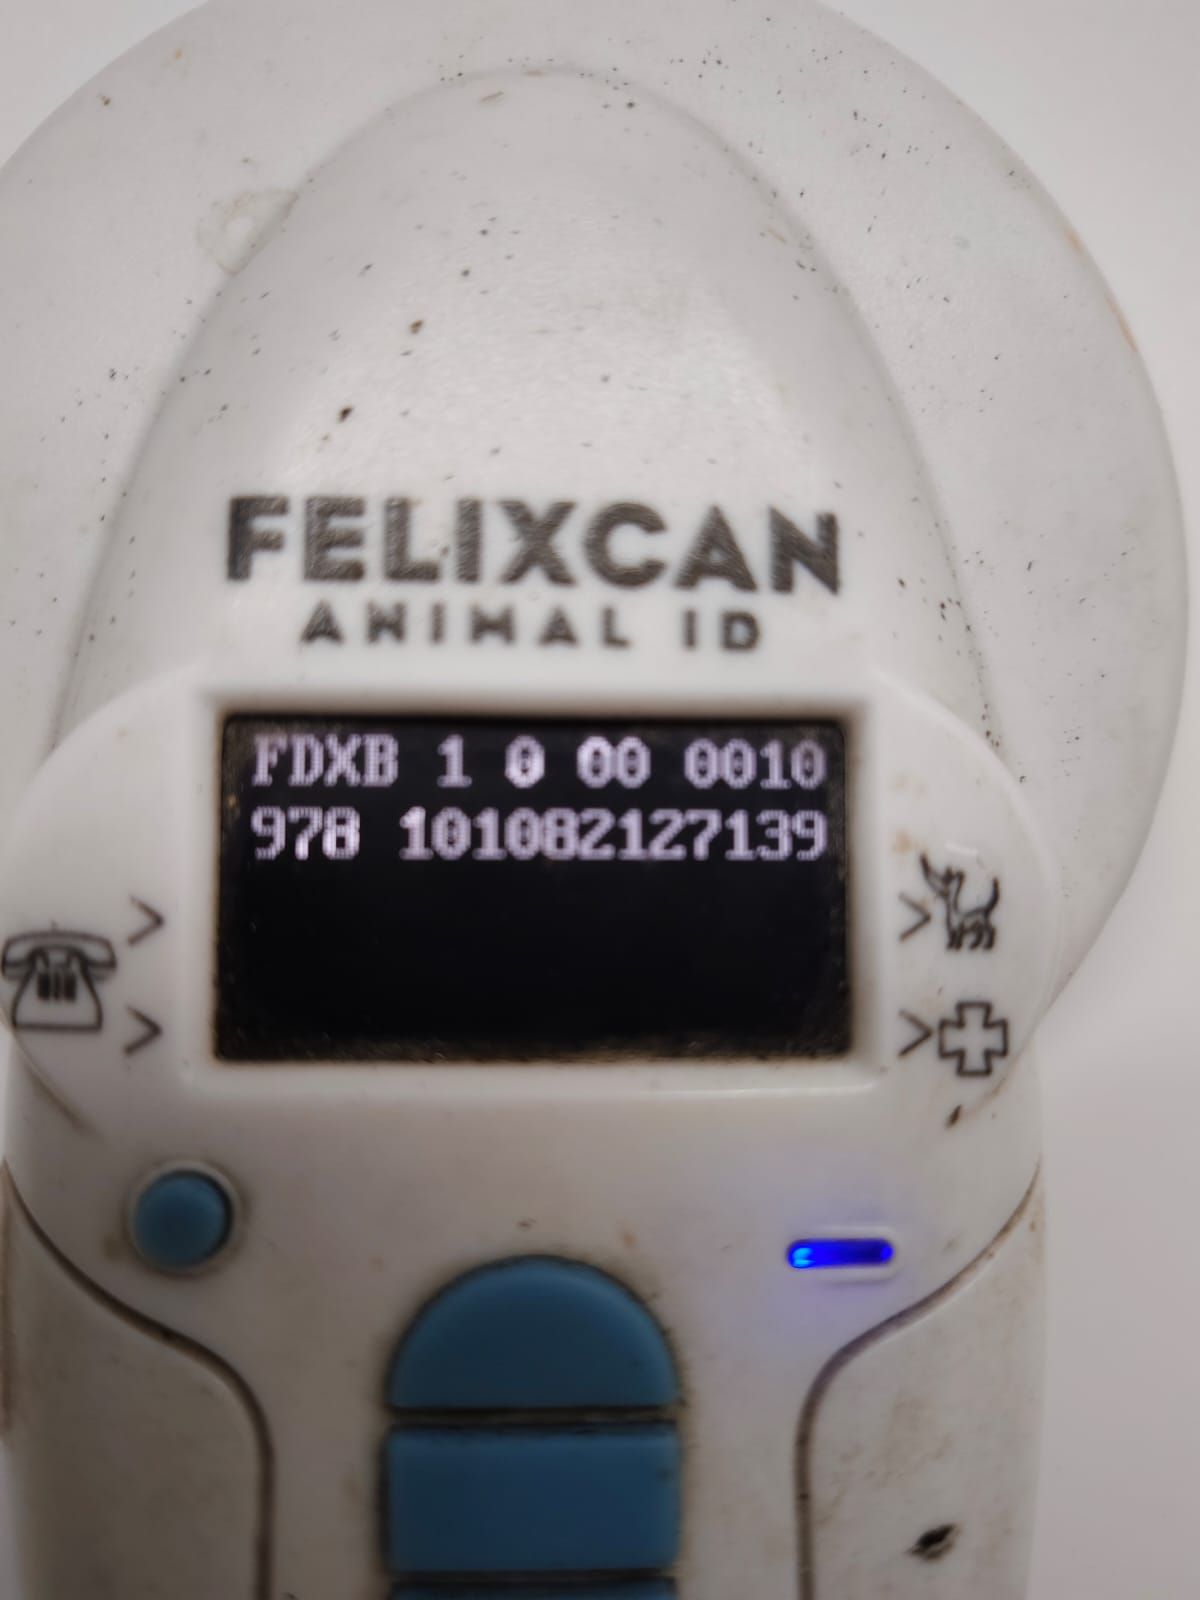 FELIXCAN
ANIMAL ID
FDXB 1 0 00 0010
978 101082127139